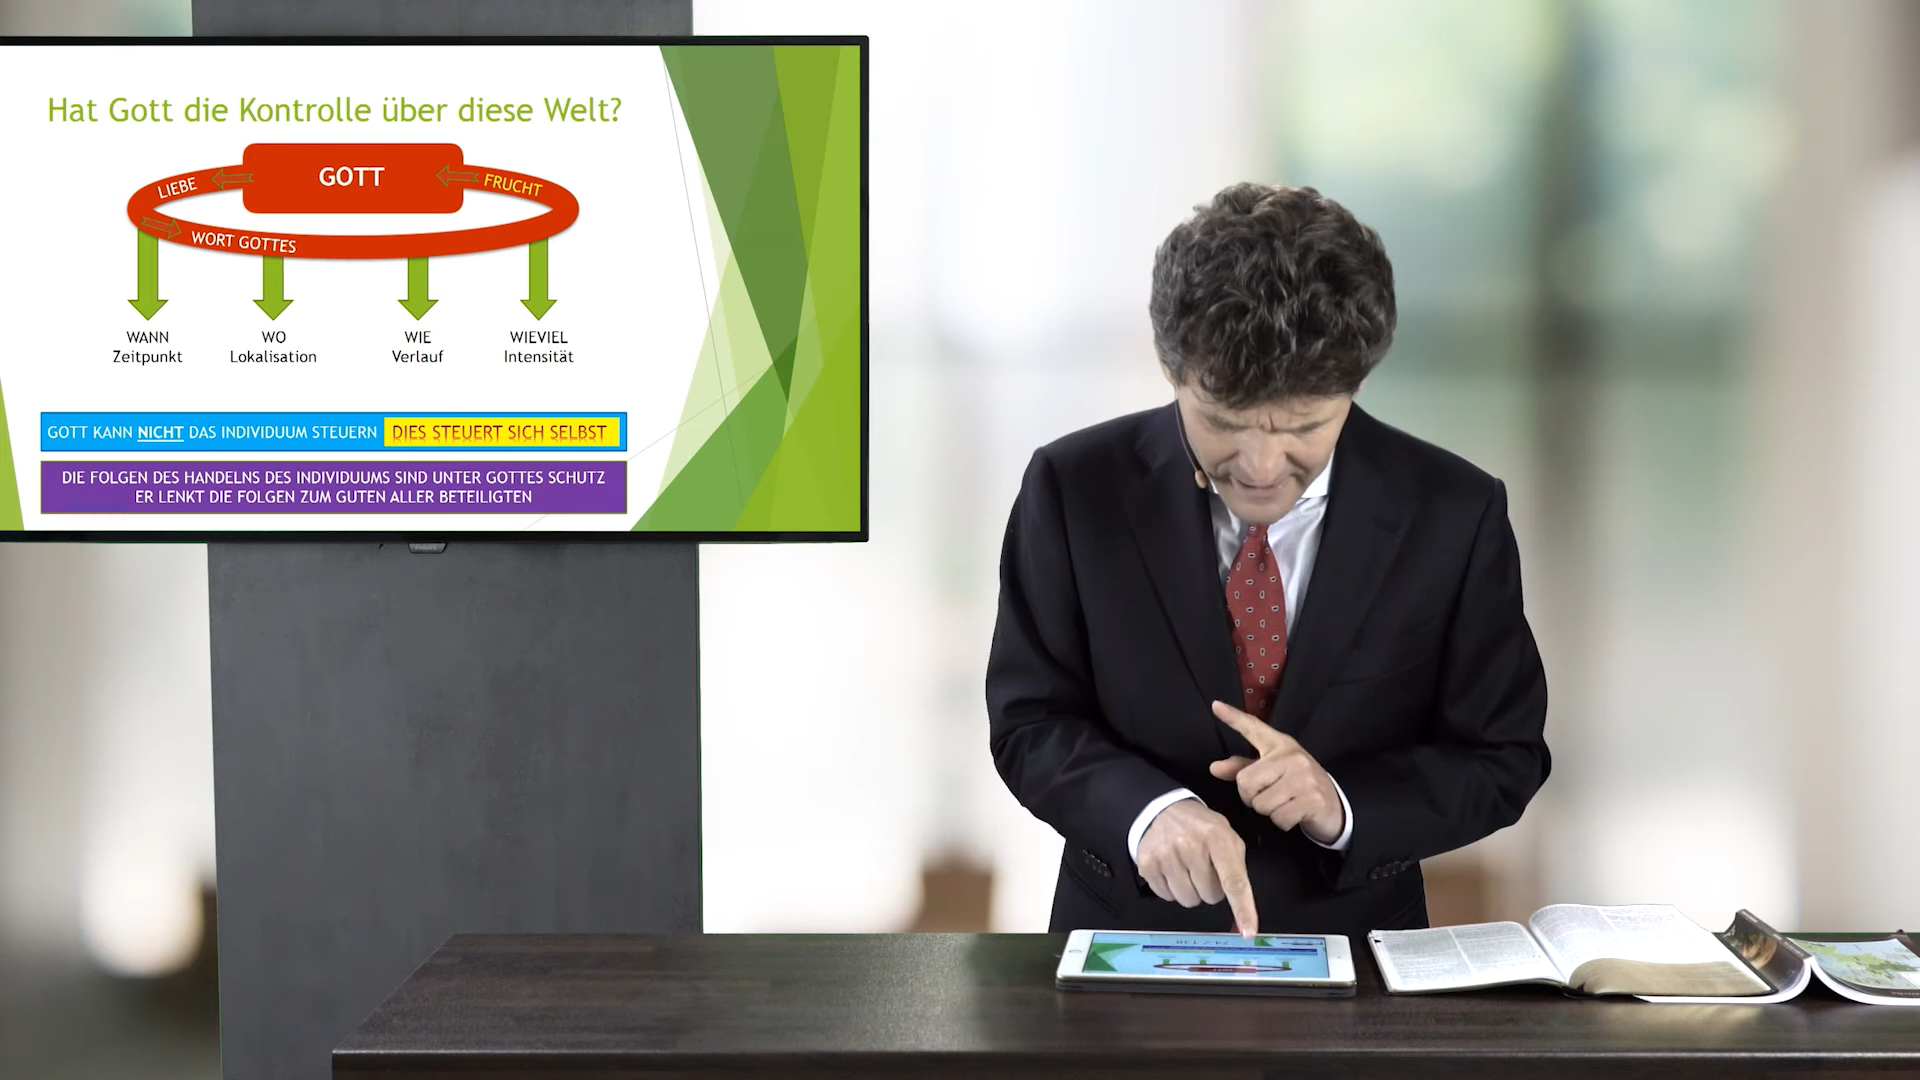 Hat Gott die Kontrolle über diese Welt?
GOTT
LIEBE
FRUCHT
WORT GOTTES
WANN
Zeitpunkt
WO
Lokalisation
WIE
Verlauf
WIEVIEL
Intensität
GOTT KANN NICHT DAS INDIVIDUUM STEUERN DIES STEUERT SICH SELBST
DIE FOLGEN DES HANDELNS DES INDIVIDUUMS SIND UNTER GOTTES SCHUTZ
ER LENKT DIE FOLGEN ZUM GUTEN ALLER BETEILIGTEN